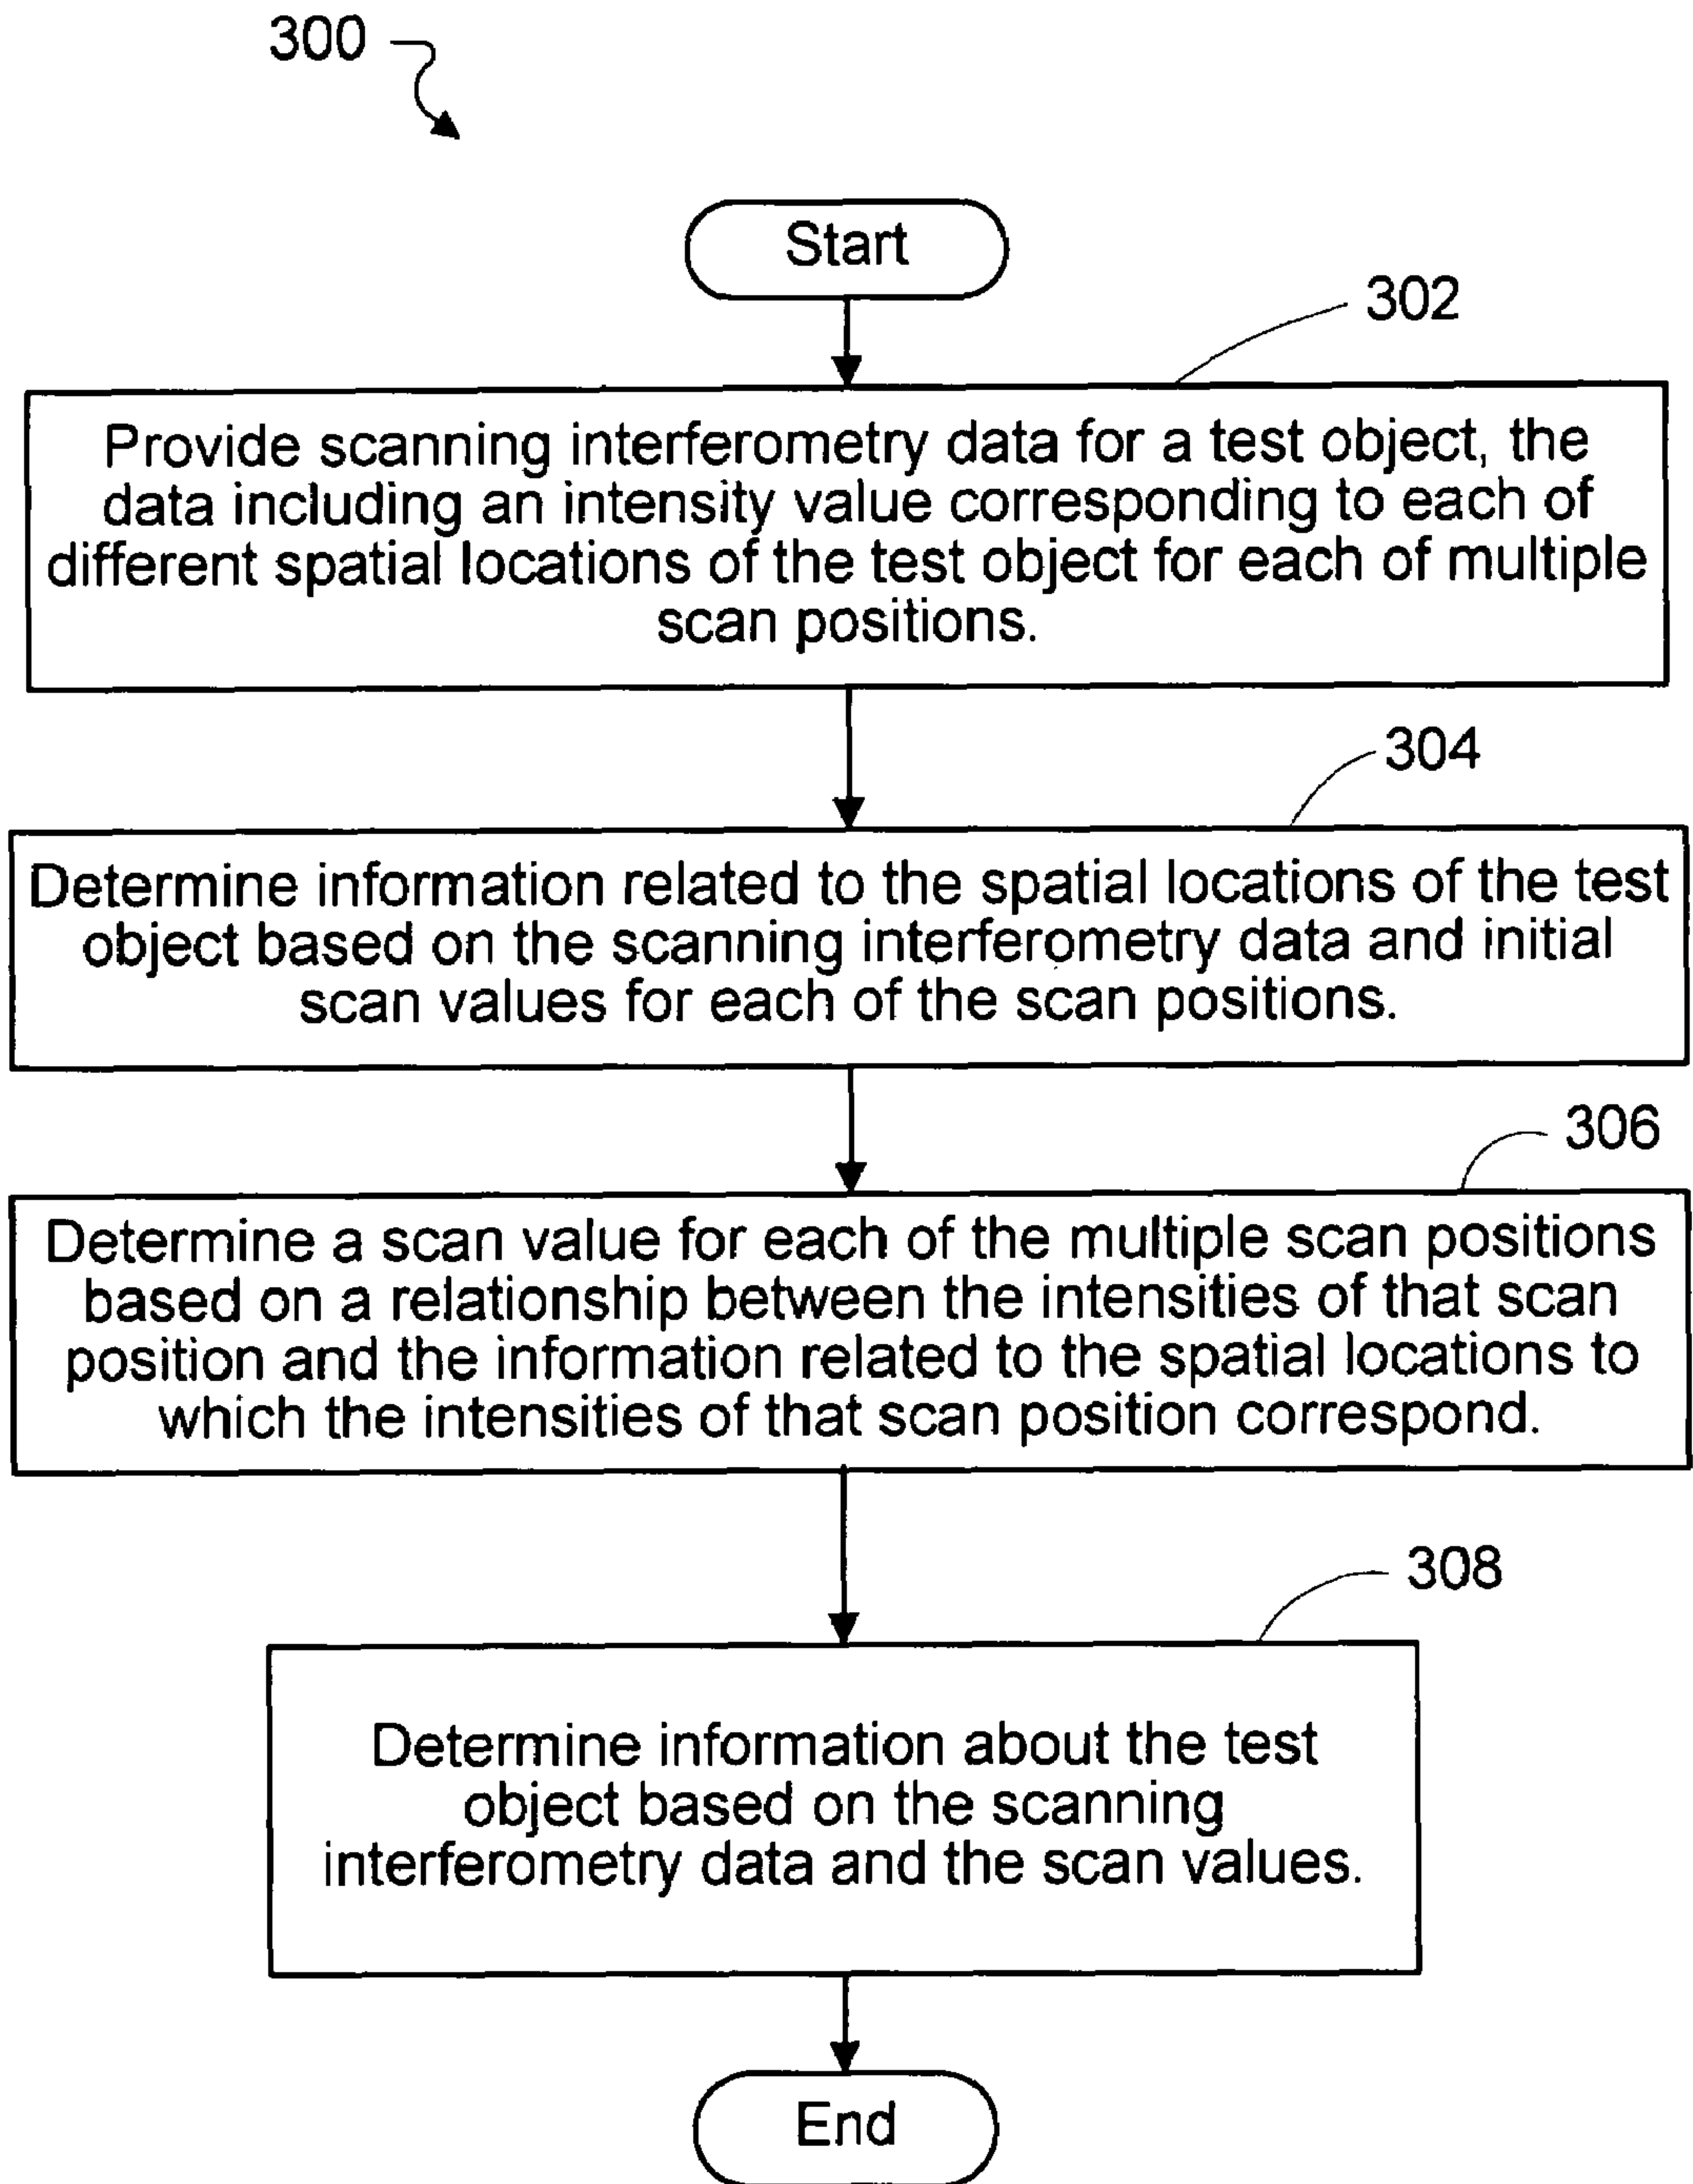 300
Start
302
Provide scanning interferometry data for a test object, the
data including an intensity value corresponding to each of
different spatial locations of the test object for each of multiple
scan positions.
304
Determine information related to the spatial locations of the test
object based on the scanning interferometry data and initial
scan values for each of the scan positions.
306
Determine a scan value for each of the multiple scan positions
based on a relationship between the intensities of that scan
position and the information related to the spatial locations to
which the intensities of that scan position correspond.
308
Determine information about the test
object based on the scanning
interferometry data and the scan values.
End